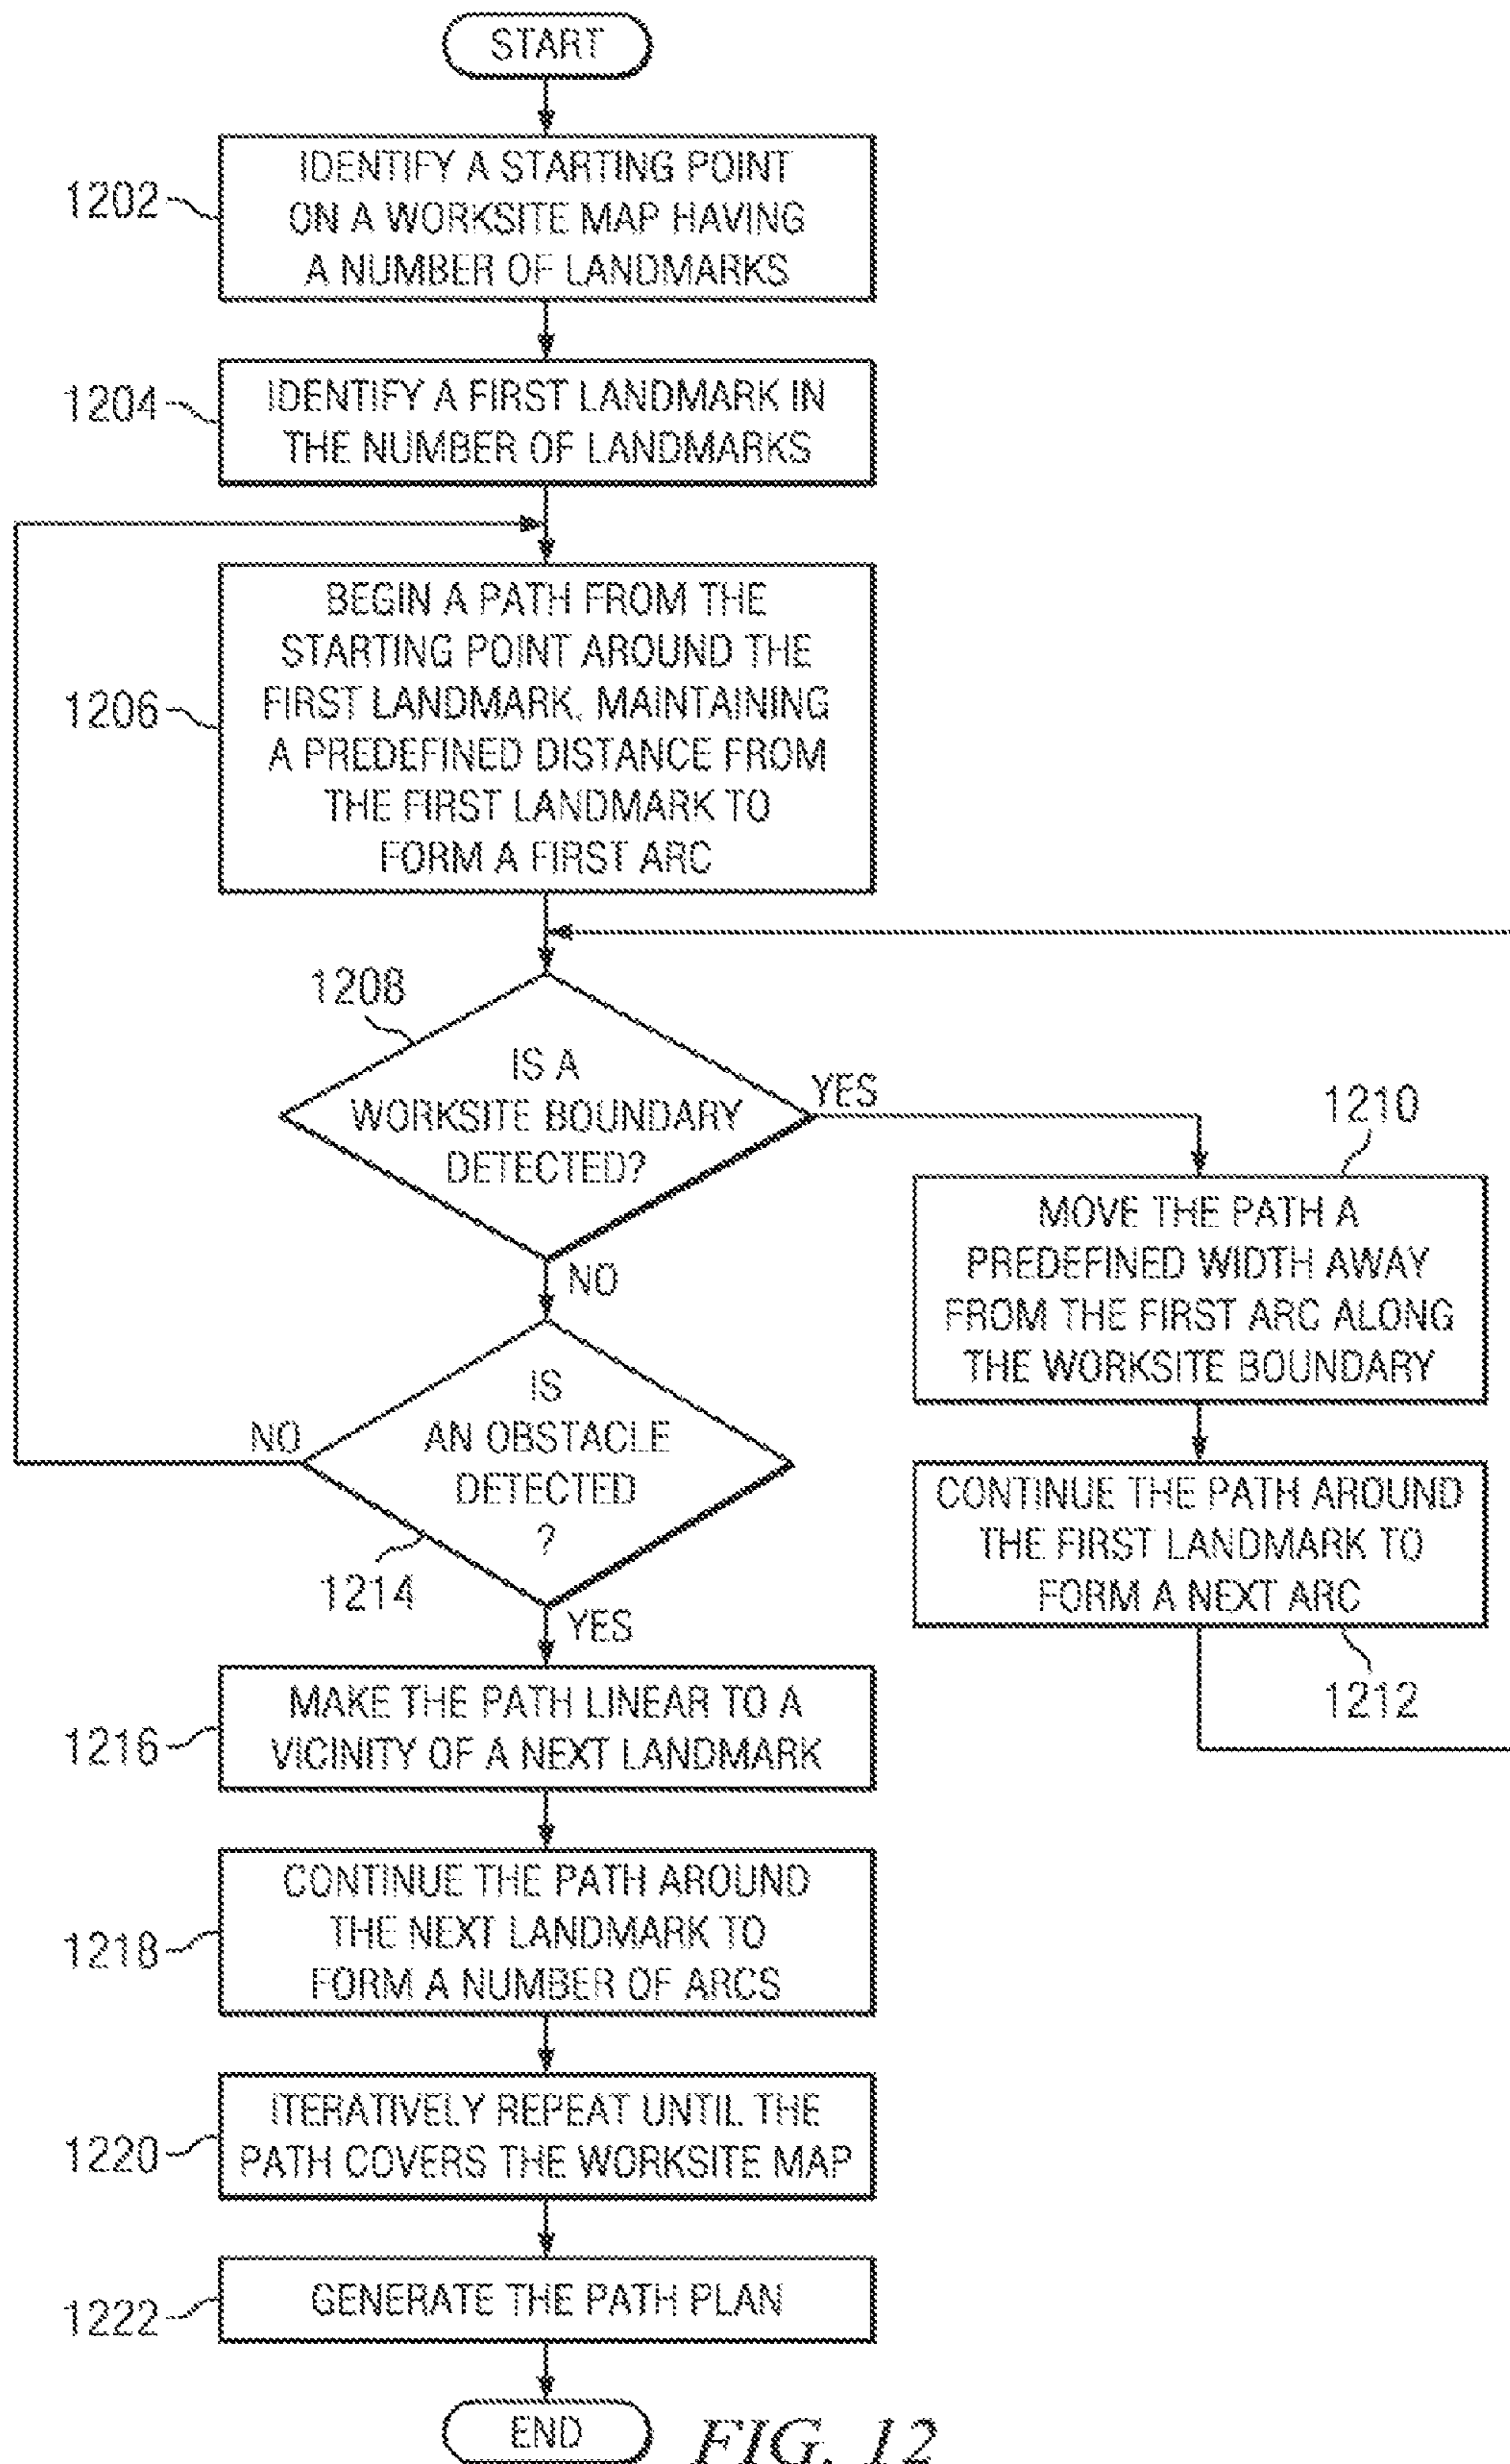 START
1202
IDENTIFY A STARTING POINT
ON A WORKSITE MAP HAVING
A NUMBER OF LANDMARKS
1204
IDENTIFY A FIRST LANDMARK IN
THE NUMBER OF LANDMARKS
1206
BEGIN A PATH FROM THE
STARTING POINT AROUND THE
FIRST LANDMARK, MAINTAINING
A PREDEFINED DISTANCE FROM
THE FIRST LANDMARK TO
FORM A FIRST ARC
1208
IS A
WORKSITE BOUNDARY
DETECTED?
YES
NO
1210
MOVE THE PATH A
PREDEFINED WIDTH AWAY
FROM THE FIRST ARC ALONG
THE WORKSITE BOUNDARY
CONTINUE THE PATH AROUND
THE FIRST LANDMARK TO
FORM A NEXT ARC
1212
IS
AN OBSTACLE
DETECTED
?
NO
1214
YES
1216
MAKE THE PATH LINEAR TO A
VICINITY OF A NEXT LANDMARK
1218
CONTINUE THE PATH AROUND
THE NEXT LANDMARK TO
FORM A NUMBER OF ARCS
1220
ITERATIVELY REPEAT UNTIL THE
PATH COVERS THE WORKSITE MAP
1222
GENERATE THE PATH PLAN
END
FIG. 12